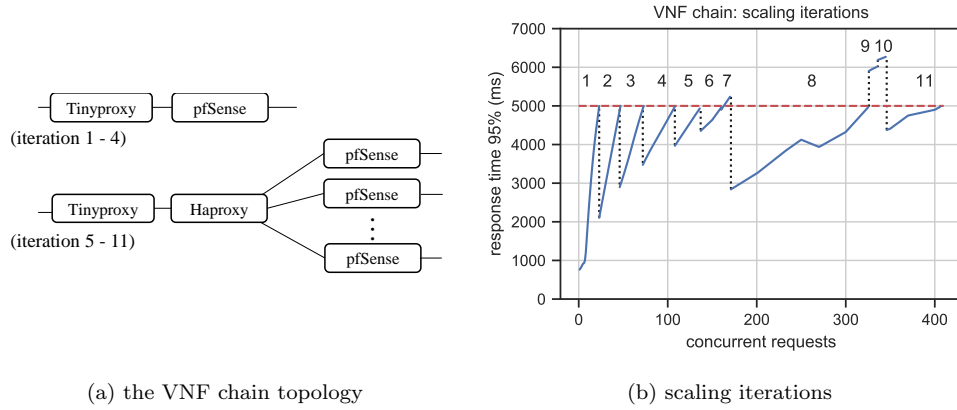 Tinyproxy pfSense
(iteration 1 - 4)
pfSense
pfSense
Tinyproxy Haproxy
(iteration 5 - 11)
pfSense
(a) the VNF chain topology
VNF chain: scaling iterations
response time 95% (ms)
7000
6000
5000
4000
3000
2000
1000
0
1 2 3 4 5 6 7 8 9 10 11
0 100 200 300 400
concurrent requests
(b) scaling iterations